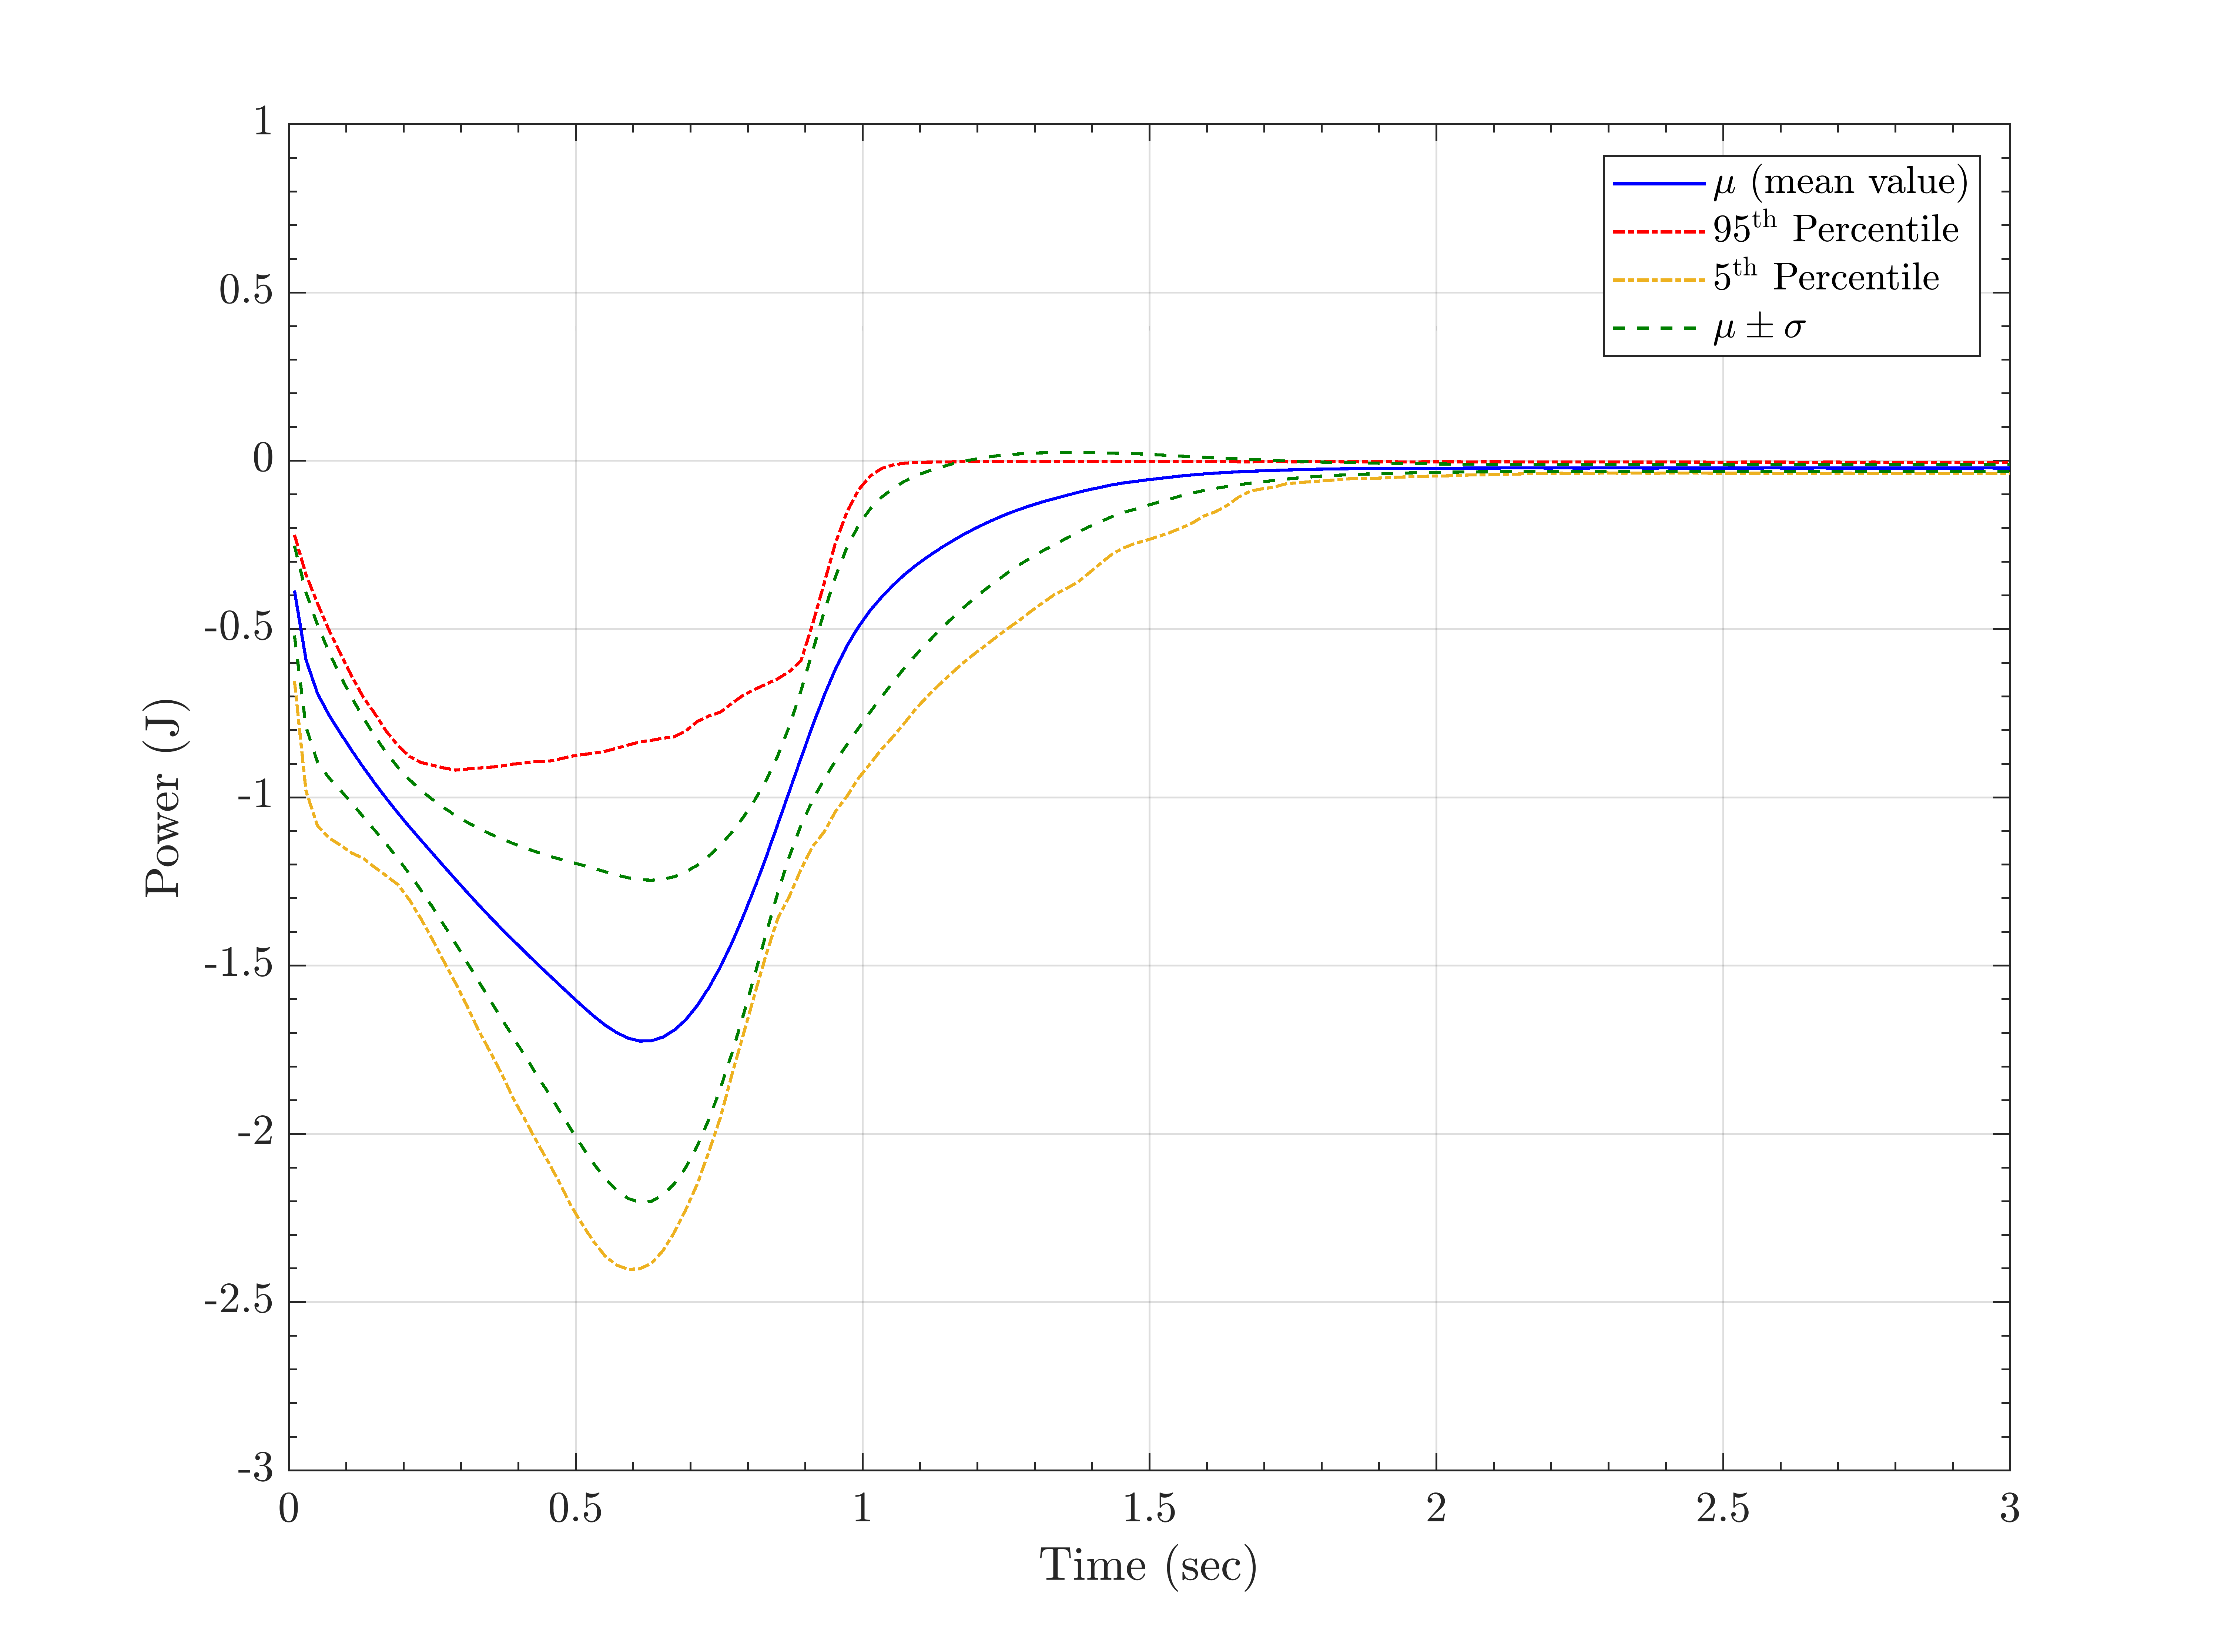 1
0.5
0
-0.5
-1
-1.5
-2
-2.5
-3
Power (J)
μ (mean value)
95th Percentile
5th Percentile
μ ± σ
0 0.5 1 1.5 2 2.5 3
Time (sec)